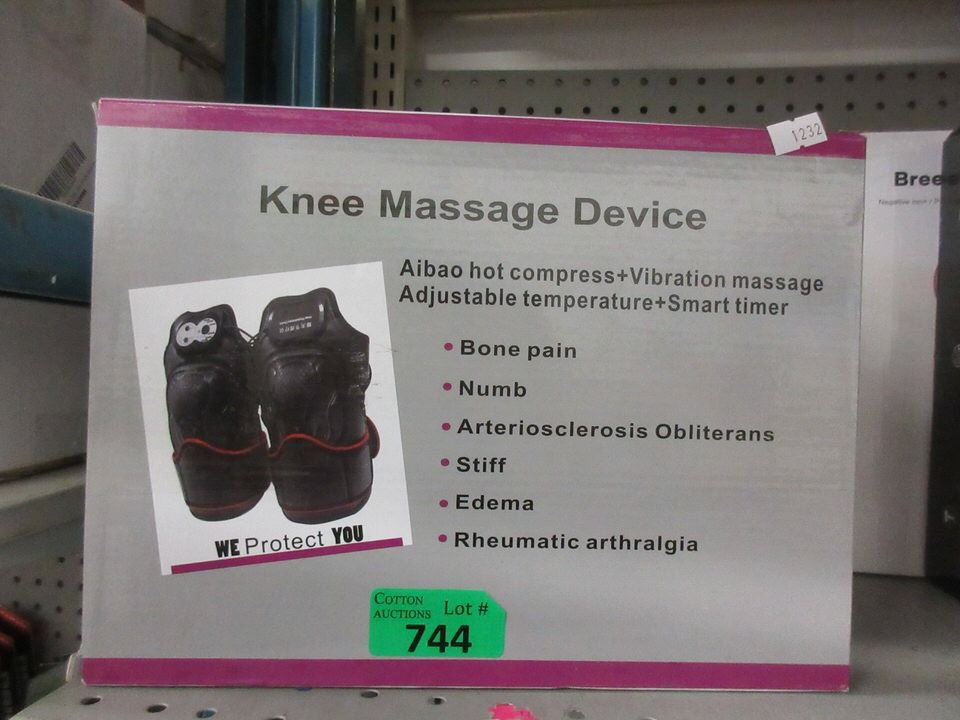 1232
Knee Massage Device
Aibao hot compress+Vibration massage
Adjustable temperature+Smart timer
• Bone pain
• Numb
• Arteriosclerosis Obliterans
• Stiff
• Edema
• Rheumatic arthralgia
WE Protect YOU
COTTON
AUCTIONS Lot #
744
Bree